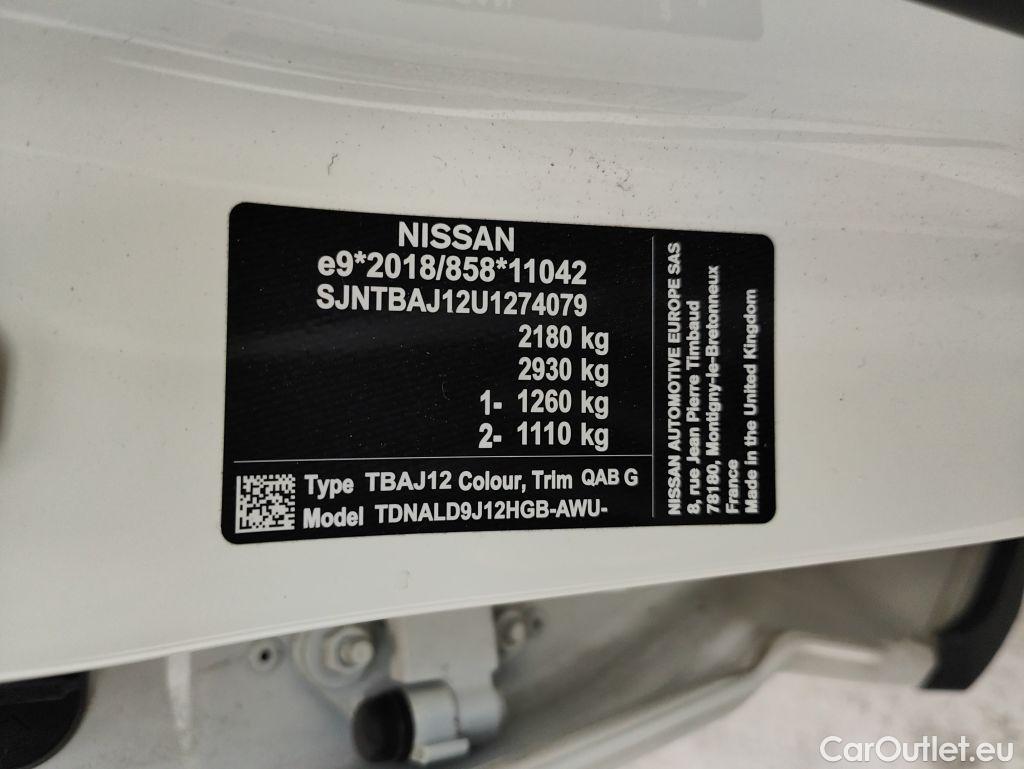 NISSAN
e9*2018/858*11042
SJNTBAJ12U1274079
2180 kg
2930 kg
1- 1260 kg
2- 1110 kg
Type TBAJ12 Colour, Trim QAB G
Model TDNALD9J12HGB-AWU-
NISSAN AUTOMOTIVE EUROPE SAS
8, rue Jean Pierre Timbaud
78180, Montigny-le-Bretonneux
France
Made in the United Kingdom
CarOutlet.eu